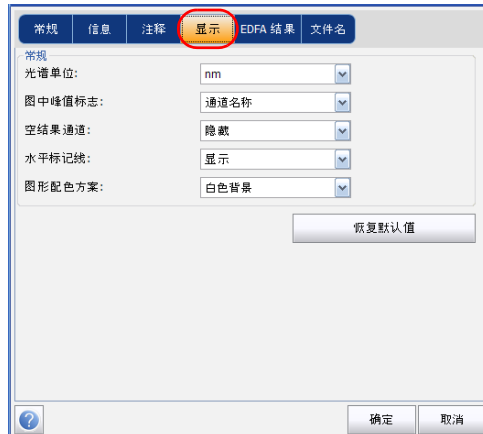 常规 信息 注释 显示 EDFA 结果 文件名
常规
光谱单位: nm
图中峰值标志: 通道名称
空结果通道: 隐藏
水平标记线: 显示
图形配色方案: 白色背景
恢复默认值
? 确定 取消